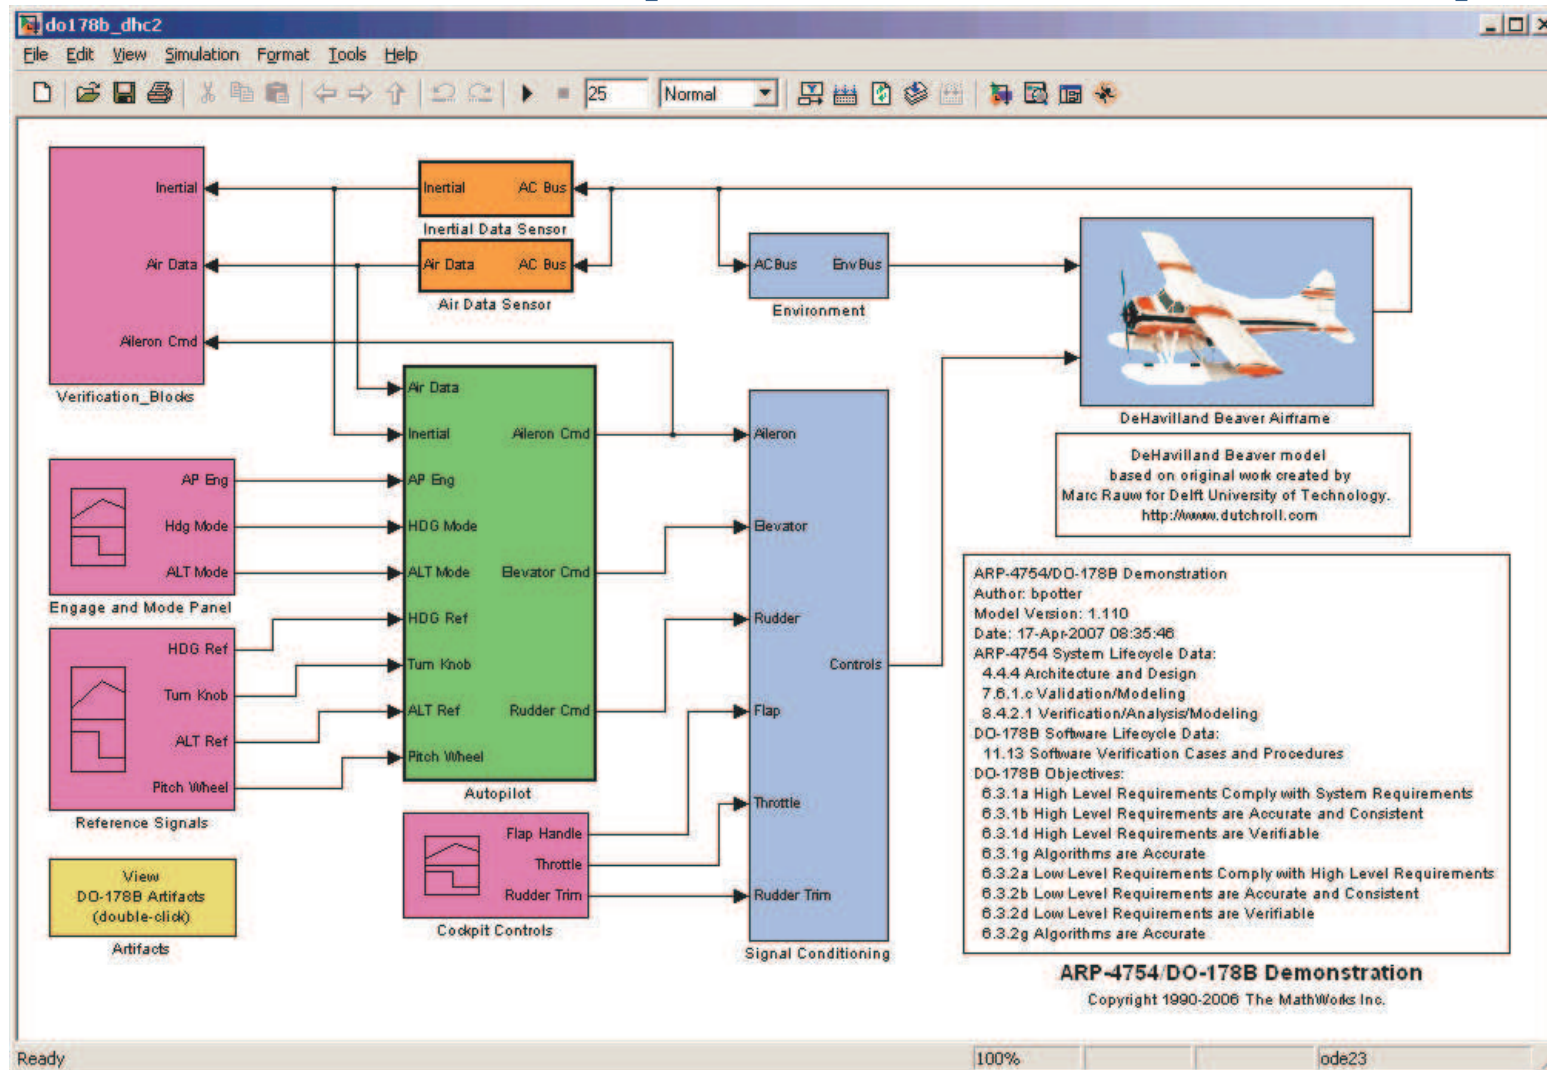 do178b_dhc2
File Edit View Simulation Format Tools Help
25 Normal
Inertial
Air Data
Aileron Cmd
Verification_Blocks
Inertial AC Bus
Inertial Data Sensor
Air Data AC Bus
Air Data Sensor
ACBus EnvBus
Environment
DeHavilland Beaver Airframe
DeHavilland Beaver model
based on original work created by
Marc Rauw for Delft University of Technology.
http://www.dutchroll.com
AP Eng
Hdg Mode
ALT Mode
Engage and Mode Panel
HDG Ref
Turn Knob
ALT Ref
Pitch Wheel
Reference Signals
View
DO-178B Artifacts
(double-click)
Artifacts
Air Data
Inertial Aileron Cmd
AP Eng
HDG Mode
ALT Mode Elevator Cmd
HDG Ref
Turn Knob
ALT Ref Rudder Cmd
Pitch Wheel
Autopilot
Flap Handle
Throttle
Rudder Trim
Cockpit Controls
Aileron
Elevator
Rudder
Controls
Flap
Throttle
Rudder Trim
Signal Conditioning
ARP-4754/DO-178B Demonstration
Author: bpotter
Model Version: 1.110
Date: 17-Apr-2007 08:35:46
ARP-4754 System Lifecycle Data:
4.4.4 Architecture and Design
7.6.1.c Validation/Modeling
8.4.2.1 Verification/Analysis/Modeling
DO-178B Software Lifecycle Data:
11.13 Software Verification Cases and Procedures
DO-178B Objectives:
6.3.1a High Level Requirements Comply with System Requirements
6.3.1b High Level Requirements are Accurate and Consistent
6.3.1d High Level Requirements are Verifiable
6.3.1g Algorithms are Accurate
6.3.2a Low Level Requirements Comply with High Level Requirements
6.3.2b Low Level Requirements are Accurate and Consistent
6.3.2d Low Level Requirements are Verifiable
6.3.2g Algorithms are Accurate
ARP-4754/DO-178B Demonstration
Copyright 1990-2006 The MathWorks Inc.
Ready 100% ode23